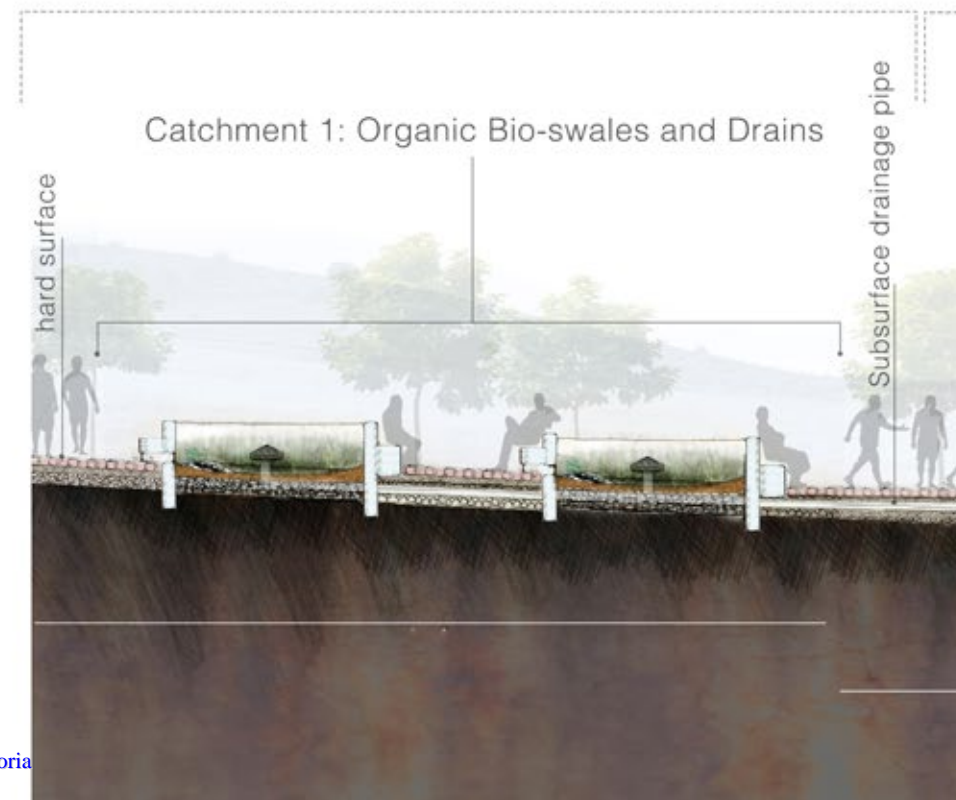 Catchment 1: Organic Bio-swales and Drains
hard surface
Subsurface drainage pipe
oria